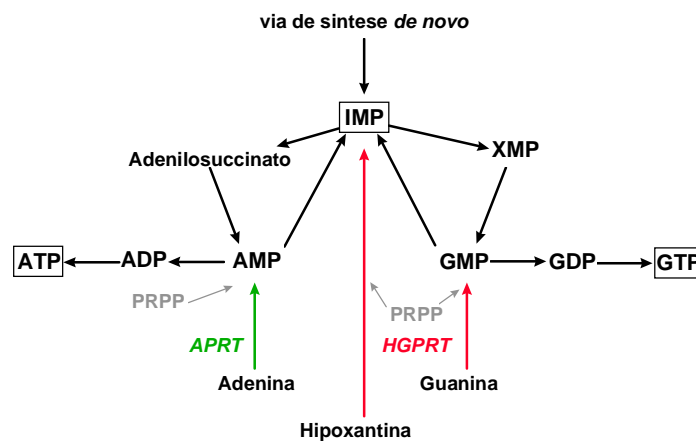 via de sintese de novo
IMP
XMP
Adenilosuccinato
ATP ADP AMP GMP GDP GTP
PRPP PRPP
APRT HGPRT
Adenina Guanina
Hipoxantina